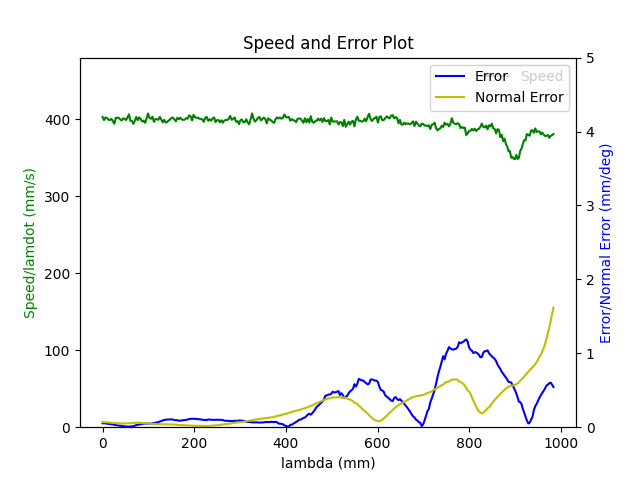 Speed and Error Plot
Error
Speed
Normal Error
Speed/lamdot (mm/s)
0
100
200
300
400
0
1
2
3
4
5
Error/Normal Error (mm/deg)
0
200
400
600
800
1000
lambda (mm)